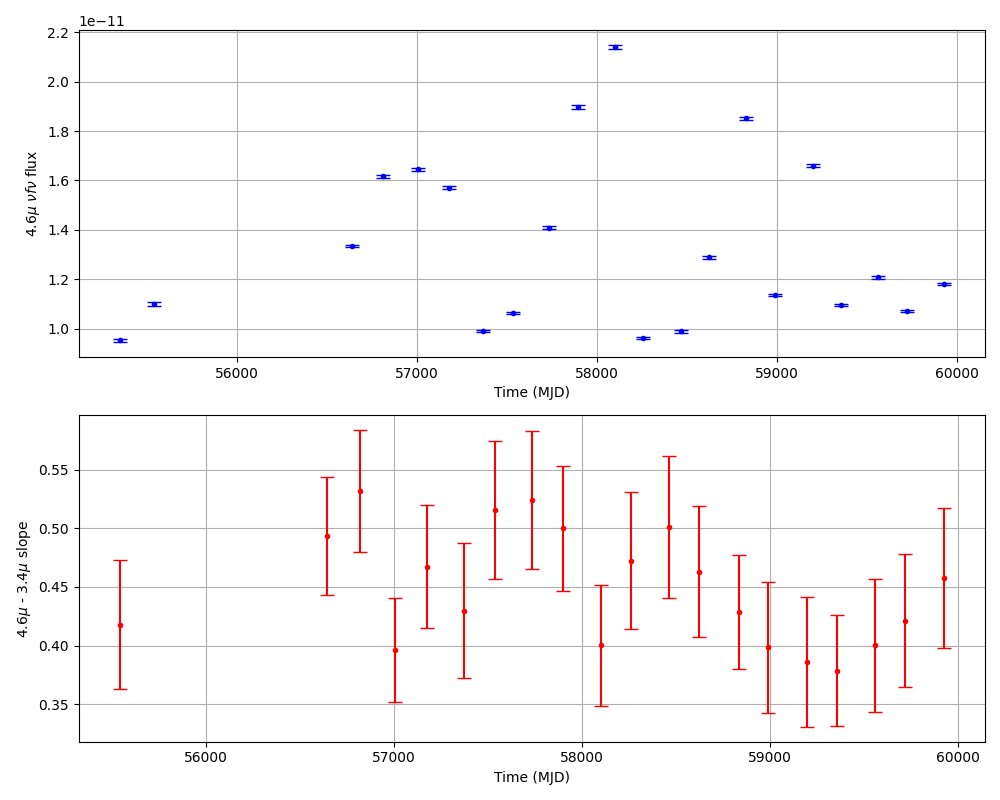 1e−11
2.2
2.0
1.8
1.6
1.4
1.2
1.0
4.6μ νfν flux
56000 57000 58000 59000 60000
Time (MJD)
0.55
0.50
0.45
0.40
0.35
4.6μ - 3.4μ slope
56000 57000 58000 59000 60000
Time (MJD)